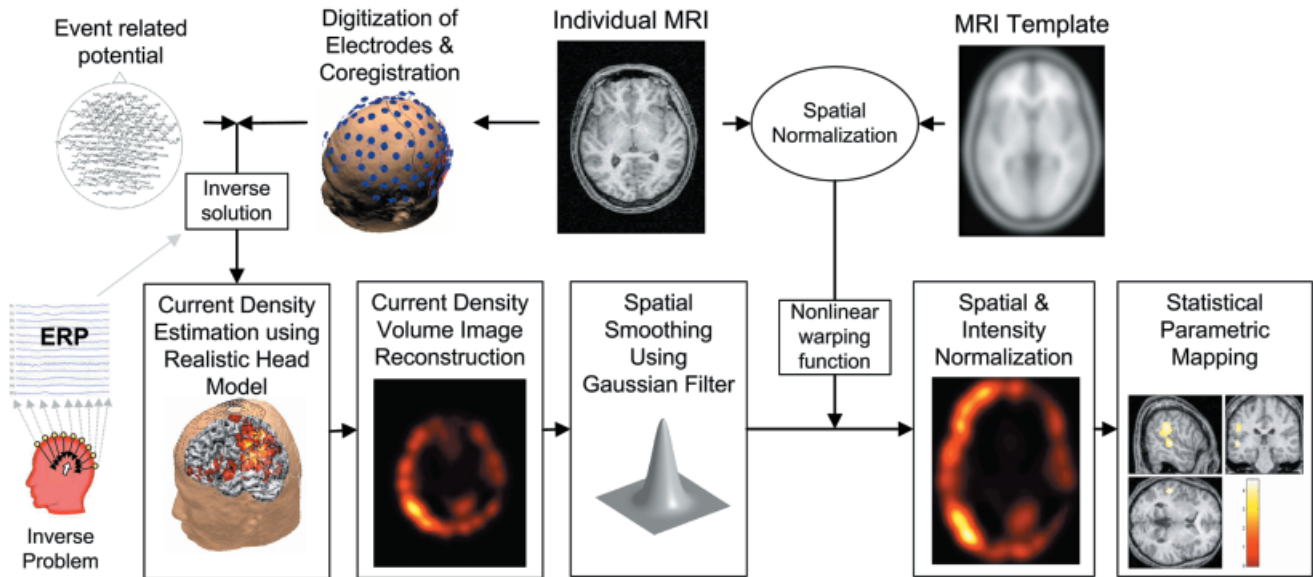 Event related
potential
Digitization of
Electrodes &
Coregistration
Individual MRI
MRI Template
Spatial
Normalization
Inverse
solution
ERP
Inverse
Problem
Current Density
Estimation using
Realistic Head
Model
Current Density
Volume Image
Reconstruction
Spatial
Smoothing
Using
Gaussian Filter
Nonlinear
warping
function
Spatial &
Intensity
Normalization
Statistical
Parametric
Mapping